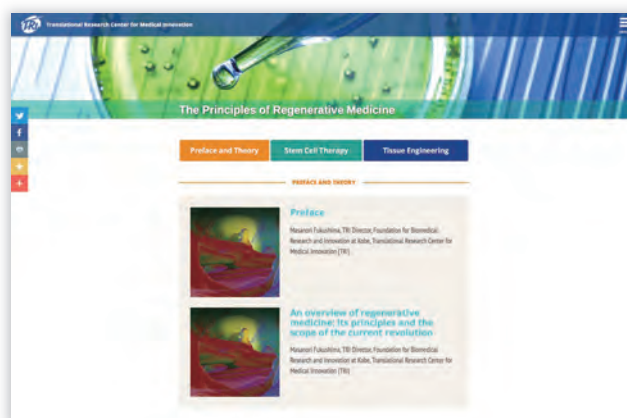 TRI Translational Research Center for Medical Innovation
The Principles of Regenerative Medicine
Preface and Theory Stem Cell Therapy Tissue Engineering
PREFACE AND THEORY
Preface
Masanori Fukushima, TRI Director, Foundation for Biomedical
Research and Innovation at Kobe, Translational Research Center for
Medical Innovation (TRI)
An overview of regenerative
medicine: Its principles and the
scope of the current revolution
Masanori Fukushima, TRI Director, Foundation for Biomedical
Research and Innovation at Kobe, Translational Research Center for
Medical Innovation (TRI)